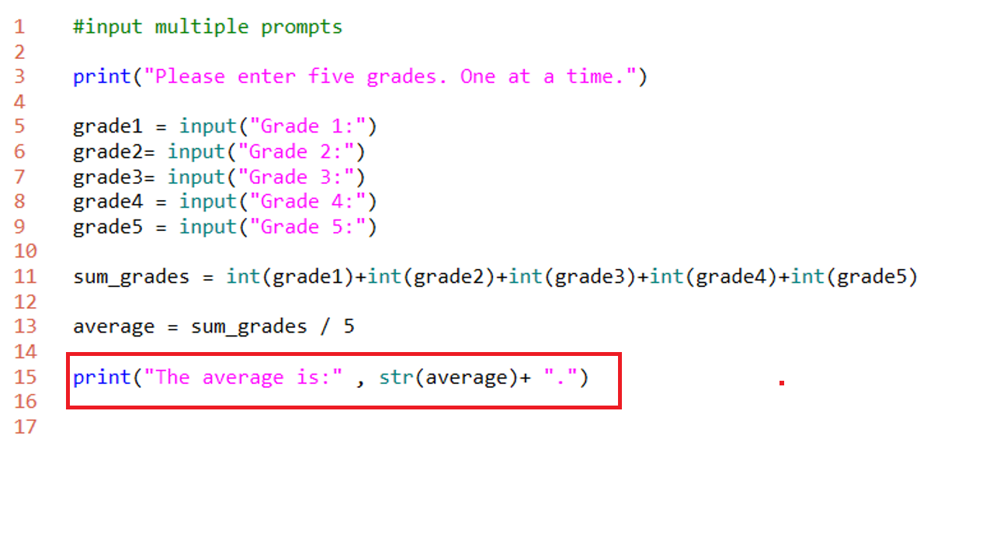 1 #input multiple prompts
2
3 print("Please enter five grades. One at a time.")
4
5 grade1 = input("Grade 1:")
6 grade2= input("Grade 2:")
7 grade3= input("Grade 3:")
8 grade4 = input("Grade 4:")
9 grade5 = input("Grade 5:")
10
11 sum_grades = int(grade1)+int(grade2)+int(grade3)+int(grade4)+int(grade5)
12
13 average = sum_grades / 5
14
15 print("The average is:" , str(average)+ ".")
16
17